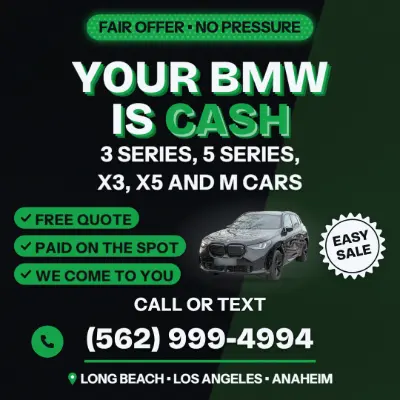 FAIR OFFER • NO PRESSURE
YOUR BMW
IS CASH
3 SERIES, 5 SERIES,
X3, X5 AND M CARS
FREE QUOTE
PAID ON THE SPOT
WE COME TO YOU
EASY
SALE
CALL OR TEXT
(562) 999-4994
LONG BEACH • LOS ANGELES • ANAHEIM